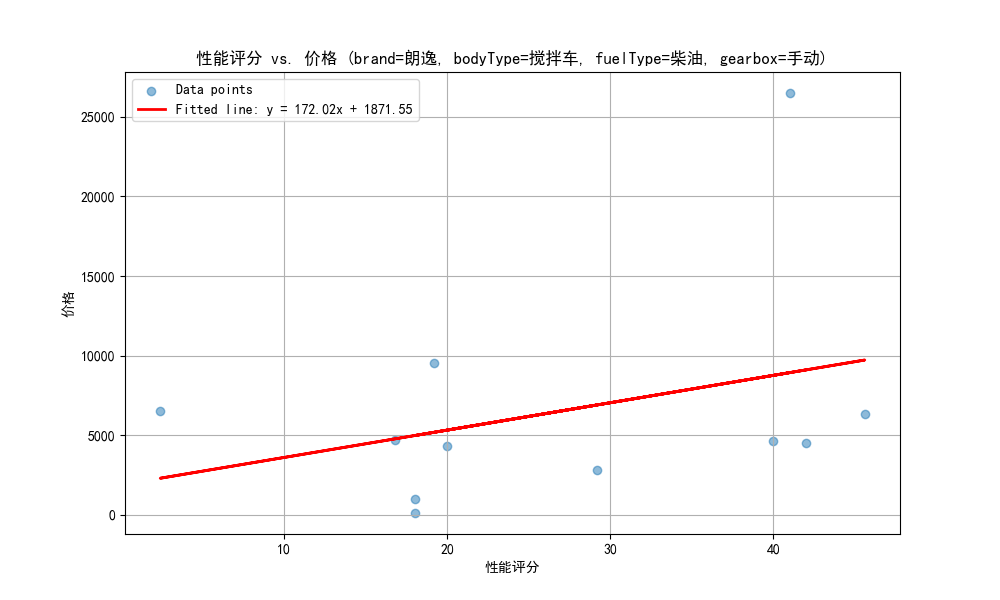 性能评分 vs. 价格 (brand=朗逸, bodyType=搅拌车, fuelType=柴油, gearbox=手动)
Data points
Fitted line: y = 172.02x + 1871.55
25000
20000
15000
10000
5000
0
价格
10
20
30
40
性能评分